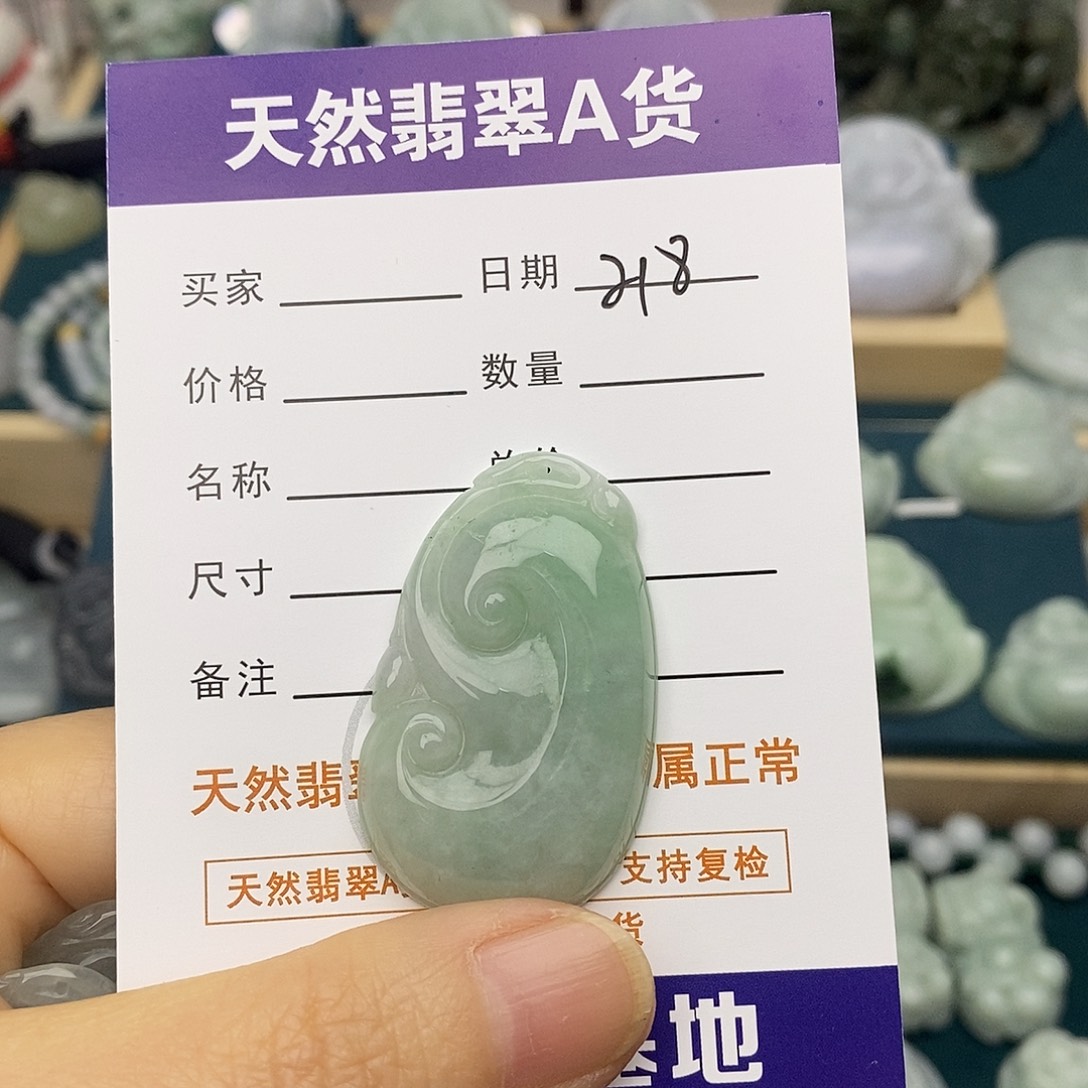 天然翡翠A货
买家 日期 218
价格 数量
名称
尺寸
备注
天然翡 属正常
天然翡翠A 支持复检
货
地